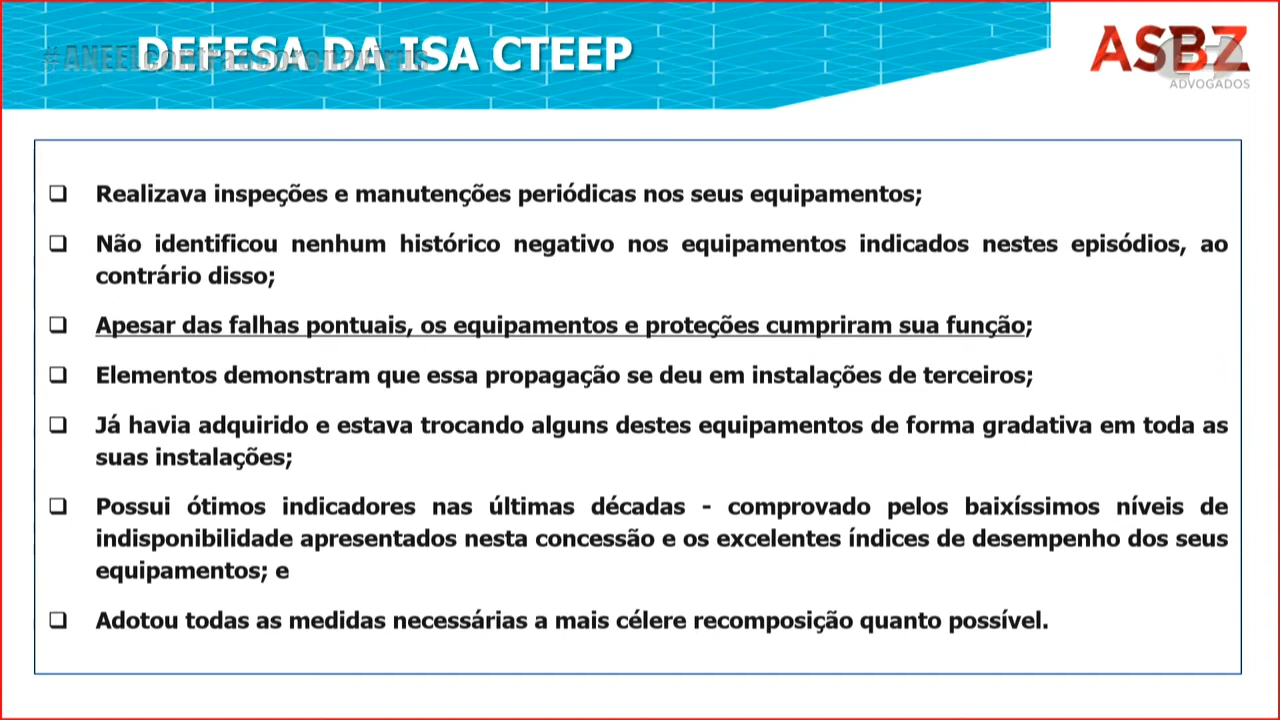 #ANEELcontraocoronavírus
DEFESA DA ISA CTEEP
ASBZ
ADVOGADOS
❑ Realizava inspeções e manutenções periódicas nos seus equipamentos;
❑ Não identificou nenhum histórico negativo nos equipamentos indicados nestes episódios, ao
contrário disso;
❑ Apesar das falhas pontuais, os equipamentos e proteções cumpriram sua função;
❑ Elementos demonstram que essa propagação se deu em instalações de terceiros;
❑ Já havia adquirido e estava trocando alguns destes equipamentos de forma gradativa em toda as
suas instalações;
❑ Possui ótimos indicadores nas últimas décadas - comprovado pelos baixíssimos níveis de
indisponibilidade apresentados nesta concessão e os excelentes índices de desempenho dos seus
equipamentos; e
❑ Adotou todas as medidas necessárias a mais célere recomposição quanto possível.